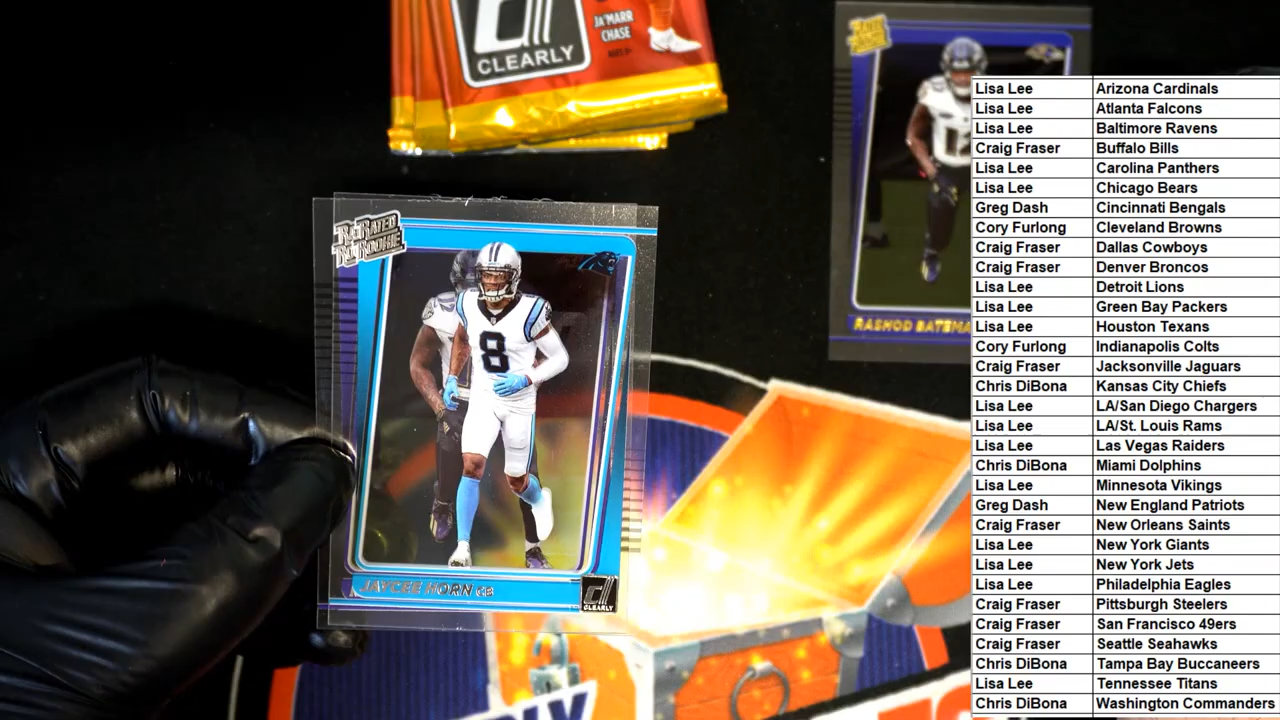 CLEARLY
JA'MARR
CHASE
RATED
ROOKIE
8
JAYCEE HORN CB
CLEARLY
RASHOD BATEMA
Lisa Lee Arizona Cardinals
Lisa Lee Atlanta Falcons
Lisa Lee Baltimore Ravens
Craig Fraser Buffalo Bills
Lisa Lee Carolina Panthers
Lisa Lee Chicago Bears
Greg Dash Cincinnati Bengals
Cory Furlong Cleveland Browns
Craig Fraser Dallas Cowboys
Craig Fraser Denver Broncos
Lisa Lee Detroit Lions
Lisa Lee Green Bay Packers
Lisa Lee Houston Texans
Cory Furlong Indianapolis Colts
Craig Fraser Jacksonville Jaguars
Chris DiBona Kansas City Chiefs
Lisa Lee LA/San Diego Chargers
Lisa Lee LA/St. Louis Rams
Lisa Lee Las Vegas Raiders
Chris DiBona Miami Dolphins
Lisa Lee Minnesota Vikings
Greg Dash New England Patriots
Craig Fraser New Orleans Saints
Lisa Lee New York Giants
Lisa Lee New York Jets
Lisa Lee Philadelphia Eagles
Craig Fraser Pittsburgh Steelers
Craig Fraser San Francisco 49ers
Craig Fraser Seattle Seahawks
Chris DiBona Tampa Bay Buccaneers
Lisa Lee Tennessee Titans
Chris DiBona Washington Commanders